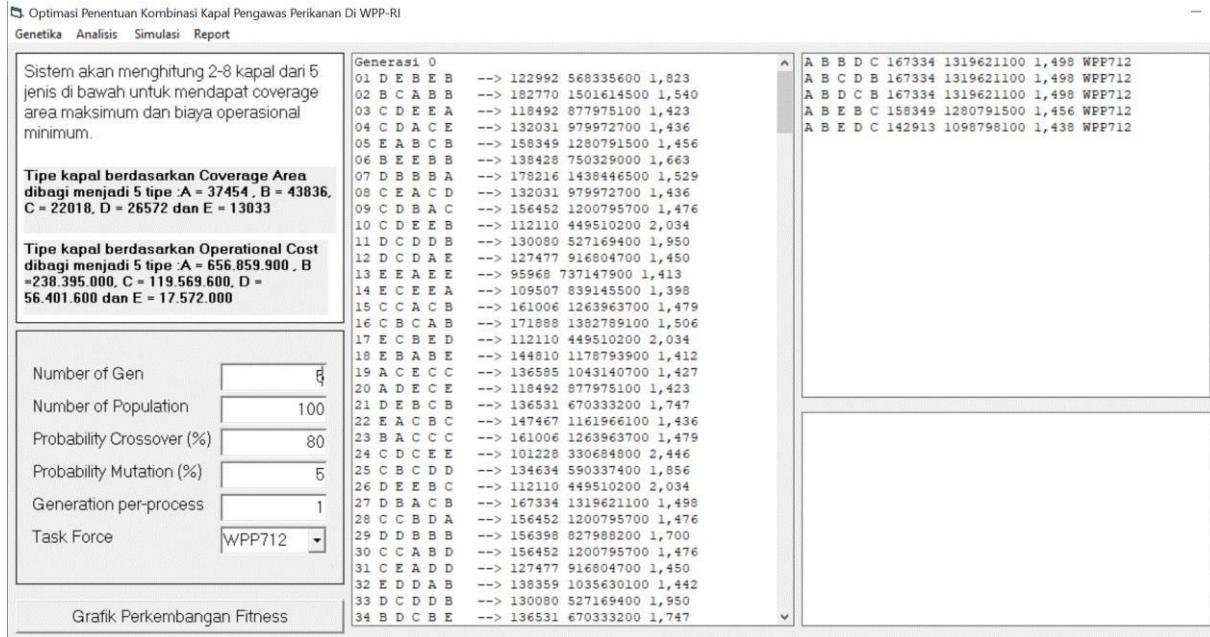 Optimasi Penentuan Kombinasi Kapal Pengawas Perikanan Di WPP-RI
Genetika Analisis Simulasi Report
Sistem akan menghitung 2-8 kapal dari 5
jenis di bawah untuk mendapat coverage
area maksimum dan biaya operasional
minimum.
Tipe kapal berdasarkan Coverage Area
dibagi menjadi 5 tipe :A = 37454 , B = 43836,
C = 22018, D = 26572 dan E = 13033
Tipe kapal berdasarkan Operational Cost
dibagi menjadi 5 tipe :A = 656.859.900 , B
=238.395.000, C = 119.569.600, D =
56.401.600 dan E = 17.572.000
Number of Gen 5
Number of Population 100
Probability Crossover (%) 80
Probability Mutation (%) 5
Generation per-process 1
Task Force WPP712
Grafik Perkembangan Fitness
Generasi 0
01 D E B E B --> 122992 568335600 1,823
02 B C A B B --> 182770 1501614500 1,540
03 C D E E A --> 118492 877975100 1,423
04 C D A C E --> 132031 979972700 1,436
05 E A B C B --> 158349 1280791500 1,456
06 B E E B B --> 138428 750329000 1,663
07 D B B B A --> 178216 1438446500 1,529
08 C E A C D --> 132031 979972700 1,436
09 C D B A C --> 156452 1200795700 1,476
10 C D E E B --> 112110 449510200 2,034
11 D C D D B --> 130080 527169400 1,950
12 D C D A E --> 127477 916804700 1,450
13 E E A E E --> 95968 737147900 1,413
14 E C E E A --> 109507 839145500 1,398
15 C C A C B --> 161006 1263963700 1,479
16 C B C A B --> 171888 1382789100 1,506
17 E C B E D --> 112110 449510200 2,034
18 E B A B E --> 144810 1178793900 1,412
19 A C E C C --> 136585 1043140700 1,427
20 A D E C E --> 118492 877975100 1,423
21 D E B C B --> 136531 670333200 1,747
22 E A C B C --> 147467 1161966100 1,436
23 B A C C C --> 161006 1263963700 1,479
24 C D C E E --> 101228 330684800 2,446
25 C B C D D --> 134634 590337400 1,856
26 D E E B C --> 112110 449510200 2,034
27 D B A C B --> 167334 1319621100 1,498
28 C C B D A --> 156452 1200795700 1,476
29 D D B B B --> 156398 827988200 1,700
30 C C A B D --> 156452 1200795700 1,476
31 C E A D D --> 127477 916804700 1,450
32 E D D A B --> 138359 1035630100 1,442
33 D C D D B --> 130080 527169400 1,950
34 B D C B E --> 136531 670333200 1,747
A B B D C 167334 1319621100 1,498 WPP712
A B C D B 167334 1319621100 1,498 WPP712
A B D C B 167334 1319621100 1,498 WPP712
A B E B C 158349 1280791500 1,456 WPP712
A B E D C 142913 1098798100 1,438 WPP712